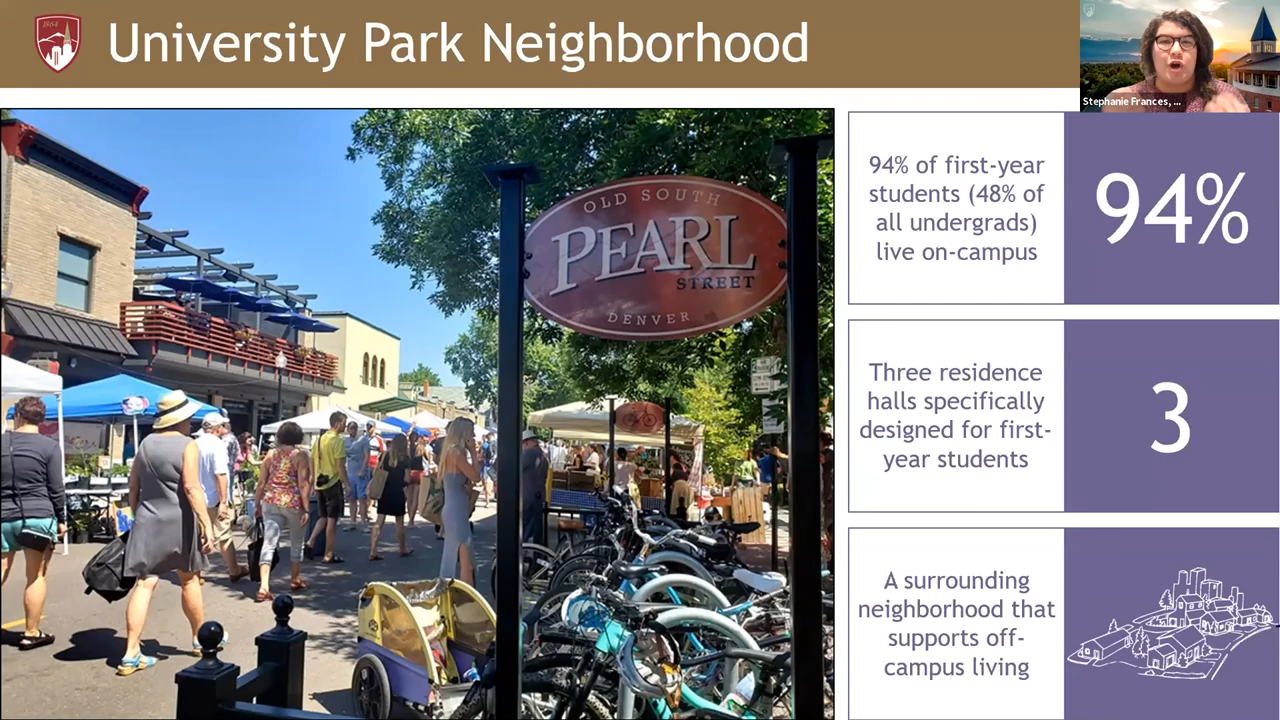 University Park Neighborhood
1864
Stephanie Frances, ...
OLD SOUTH
PEARL
STREET
DENVER
94% of first-year
students (48% of
all undergrads)
live on-campus
94%
Three residence
halls specifically
designed for first-
year students
3
A surrounding
neighborhood that
supports off-
campus living